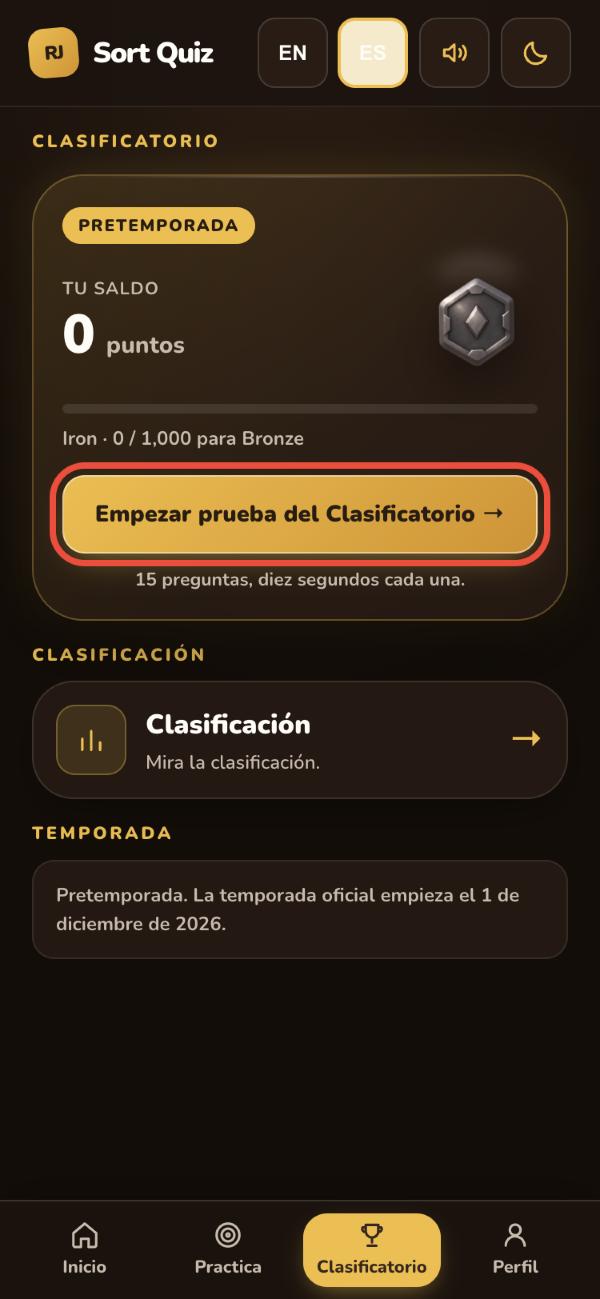 RJ Sort Quiz EN ES
CLASIFICATORIO
PRETEMPORADA
TU SALDO
0 puntos
Iron · 0 / 1,000 para Bronze
Empezar prueba del Clasificatorio →
15 preguntas, diez segundos cada una.
CLASIFICACIÓN
Clasificación
Mira la clasificación.
TEMPORADA
Pretemporada. La temporada oficial empieza el 1 de
diciembre de 2026.
Inicio Practica Clasificatorio Perfil